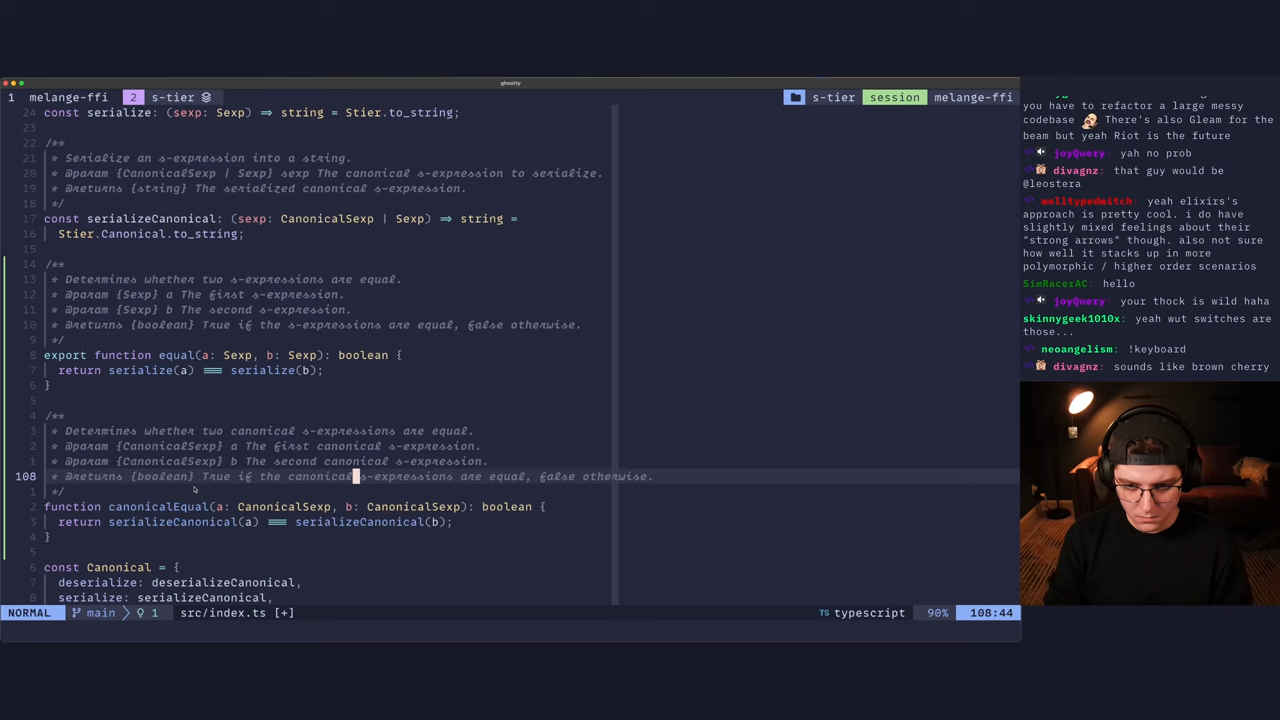 ghostty
1 melange-ffi 2 s-tier s-tier session melange-ffi
24 const serialize: (sexp: Sexp) => string = Stier.to_string;
23
22 /**
21 * Serialize an s-expression into a string.
20 * @param {CanonicalSexp | Sexp} sexp The canonical s-expression to serialize.
19 * @returns {string} The serialized canonical s-expression.
18 */
17 const serializeCanonical: (sexp: CanonicalSexp | Sexp) => string =
16 Stier.Canonical.to_string;
15
14 /**
13 * Determines whether two s-expressions are equal.
12 * @param {Sexp} a The first s-expression.
11 * @param {Sexp} b The second s-expression.
10 * @returns {boolean} True if the s-expressions are equal, false otherwise.
9 */
8 export function equal(a: Sexp, b: Sexp): boolean {
7 return serialize(a) === serialize(b);
6 }
5
4 /**
3 * Determines whether two canonical s-expressions are equal.
2 * @param {CanonicalSexp} a The first canonical s-expression.
1 * @param {CanonicalSexp} b The second canonical s-expression.
108 * @returns {boolean} True if the canonical s-expressions are equal, false otherwise.
1 */
2 function canonicalEqual(a: CanonicalSexp, b: CanonicalSexp): boolean {
3 return serializeCanonical(a) === serializeCanonical(b);
4 }
5
6 const Canonical = {
7 deserialize: deserializeCanonical,
8 serialize: serializeCanonical,
NORMAL main 1 src/index.ts [+] TS typescript 90% 108:44
you have to refactor a large messy
codebase There's also Gleam for the
beam but yeah Riot is the future
joyQuery: yah no prob
divagnz: that guy would be
@leostera
welltypedwitch: yeah elixirs's
approach is pretty cool. i do have
slightly mixed feelings about their
"strong arrows" though. also not sure
how well it stacks up in more
polymorphic / higher order scenarios
SimRacerAC: hello
joyQuery: your thock is wild haha
skinnygeek1010x: yeah wut switches are
those...
neoangelism: !keyboard
divagnz: sounds like brown cherry